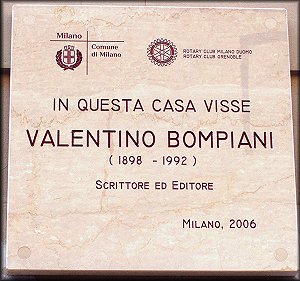 Milano
Comune
di Milano
ROTARY CLUB MILANO DUOMO
ROTARY CLUB GRENOBLE
IN QUESTA CASA VISSE
VALENTINO BOMPIANI
( 1898 - 1992 )
SCRITTORE ED EDITORE
MILANO, 2006